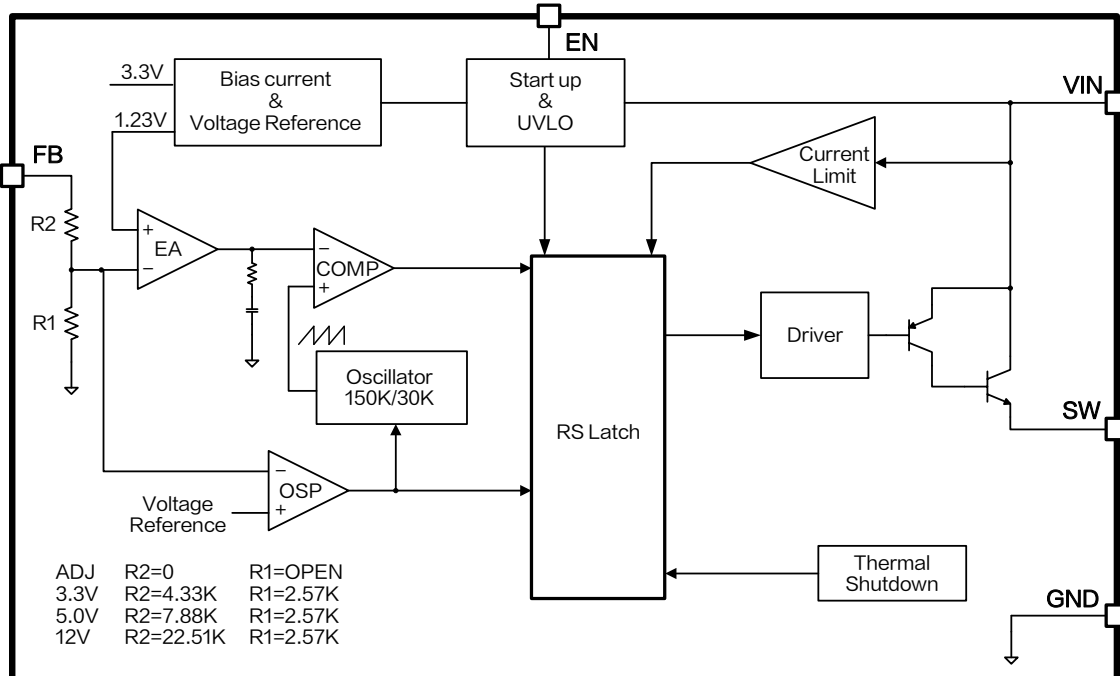 EN
3.3V
Bias current
&
Voltage Reference
Start up
&
UVLO
VIN
1.23V
FB
Current
Limit
R2
+
EA
−
−
COMP
+
R1
Driver
Oscillator
150K/30K
SW
RS Latch
−
OSP
+
Voltage
Reference
Thermal
Shutdown
ADJ R2=0 R1=OPEN
3.3V R2=4.33K R1=2.57K
5.0V R2=7.88K R1=2.57K
12V R2=22.51K R1=2.57K
GND